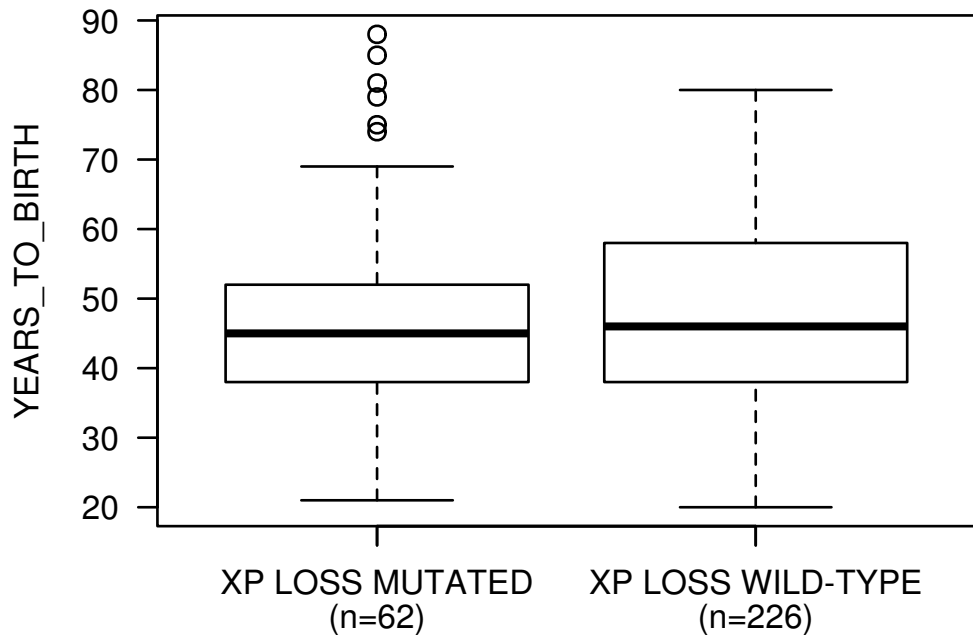 YEARS_TO_BIRTH
90
80
70
60
50
40
30
20
XP LOSS MUTATED
(n=62)
XP LOSS WILD-TYPE
(n=226)